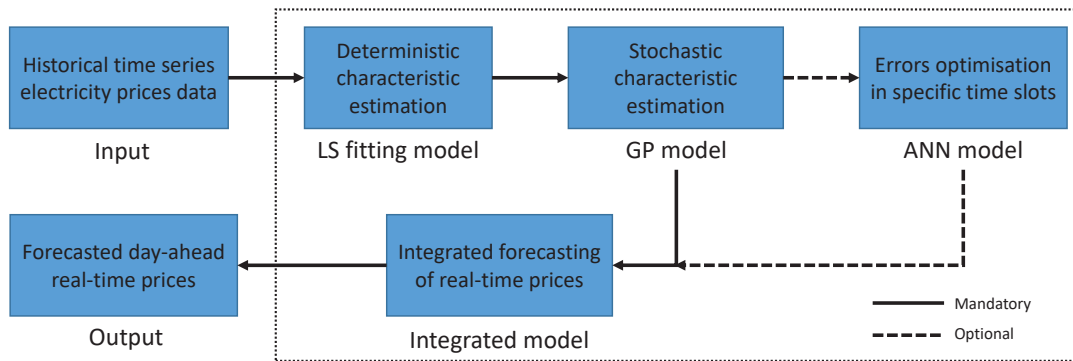 Historical time series
electricity prices data
Input
Deterministic
characteristic
estimation
LS fitting model
Stochastic
characteristic
estimation
GP model
Errors optimisation
in specific time slots
ANN model
Forecasted day-ahead
real-time prices
Output
Integrated forecasting
of real-time prices
Integrated model
Mandatory
Optional